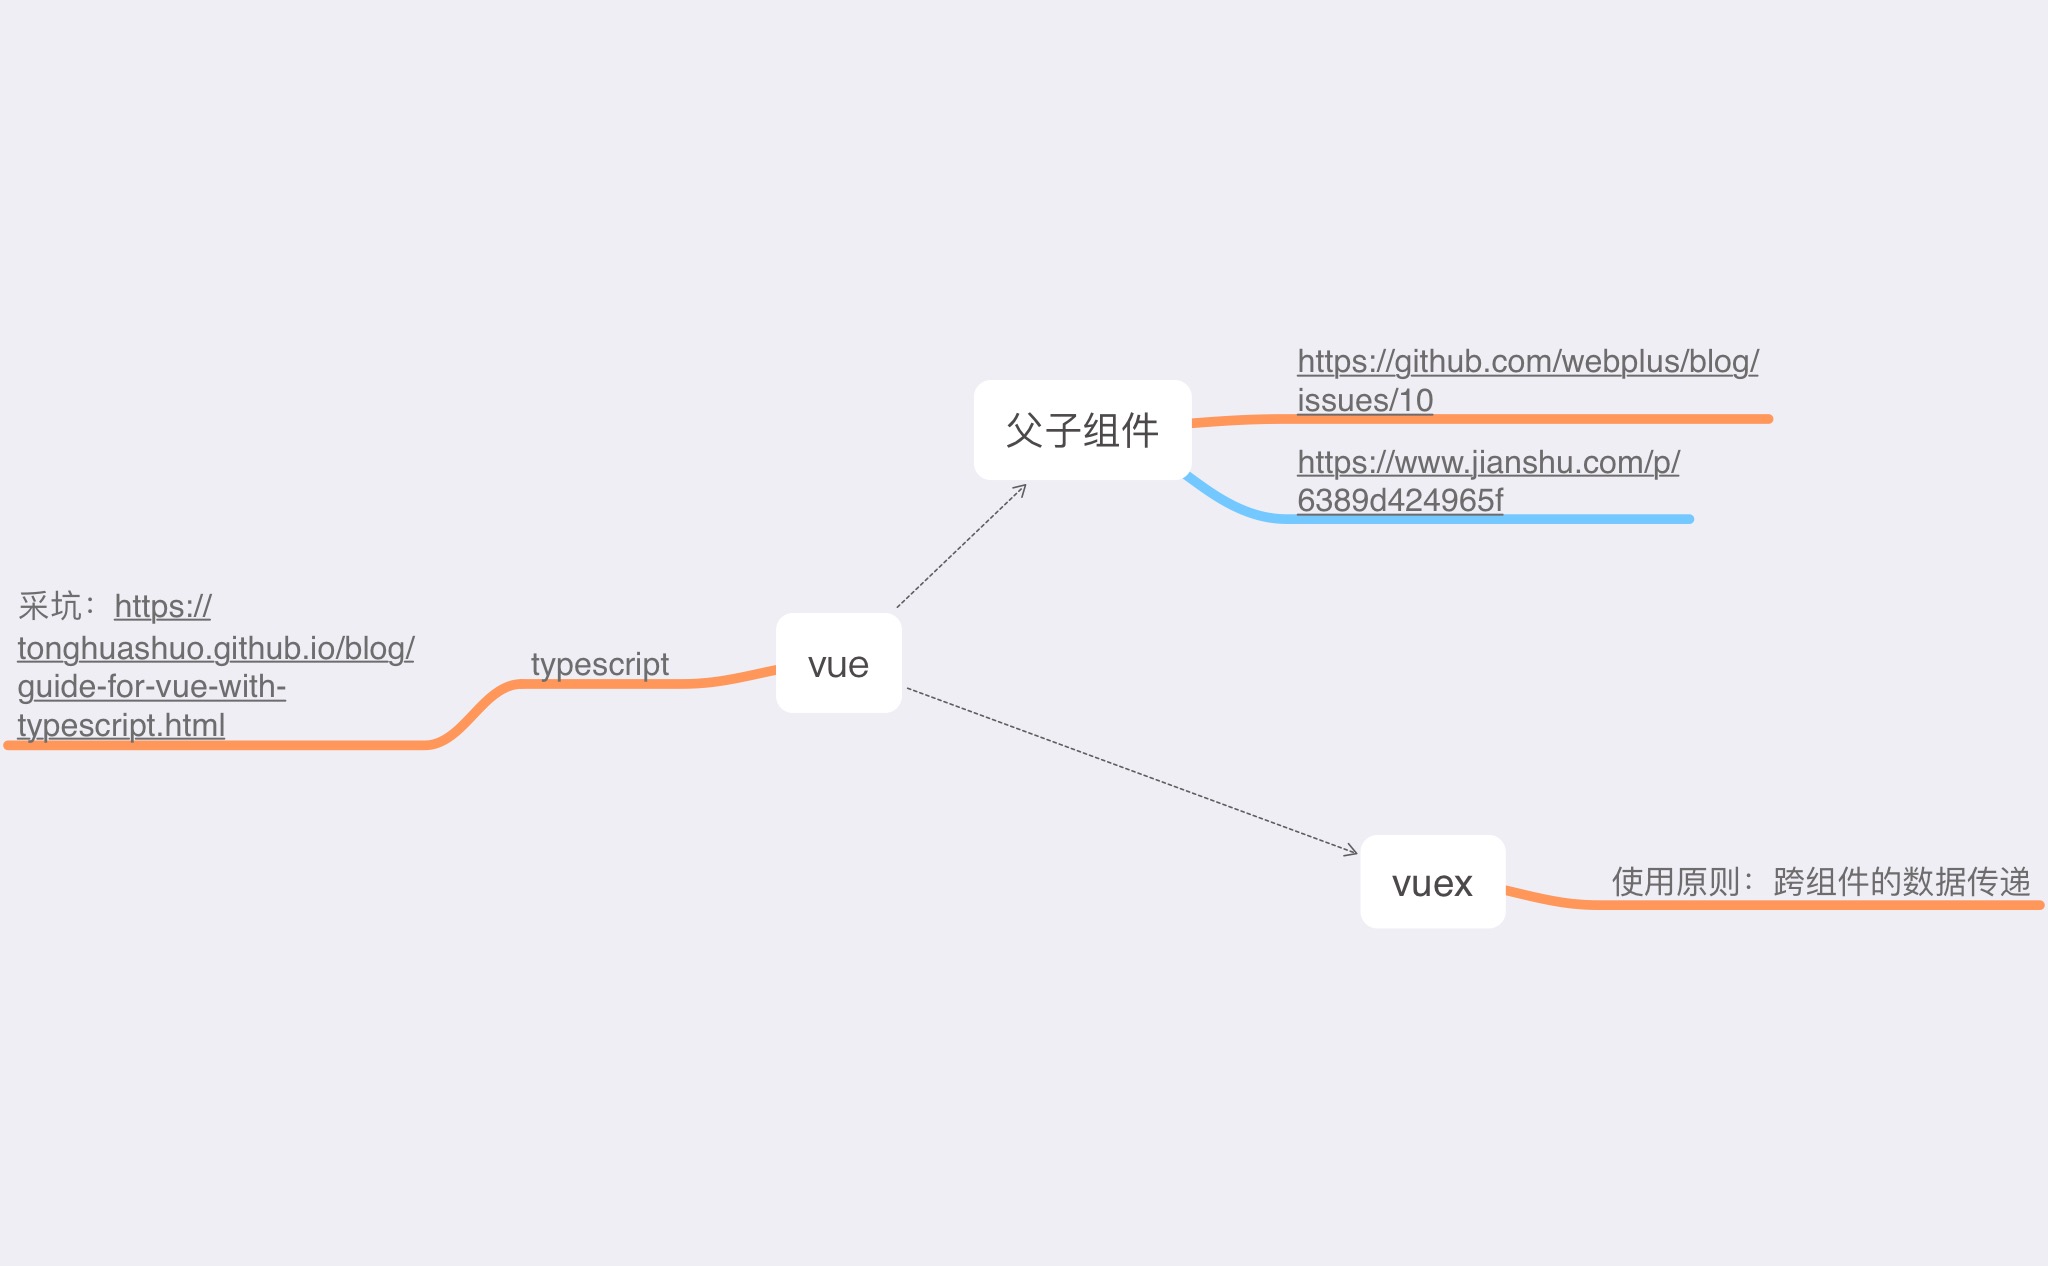 https://github.com/webplus/blog/
issues/10
父子组件
https://www.jianshu.com/p/
6389d424965f
采坑：https://
tonghuashuo.github.io/blog/
guide-for-vue-with-
typescript.html
typescript
vue
vuex
使用原则：跨组件的数据传递